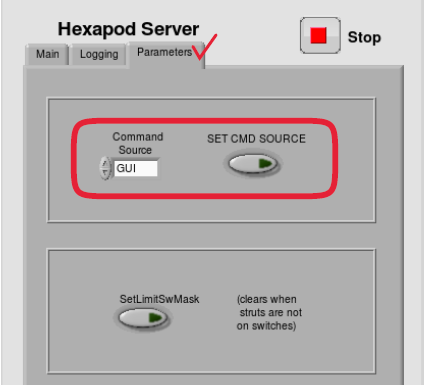 Hexapod Server
Stop
Main
Logging
Parameters
Command
Source
GUI
SET CMD SOURCE
SetLimitSwMask
(clears when
struts are not
on switches)